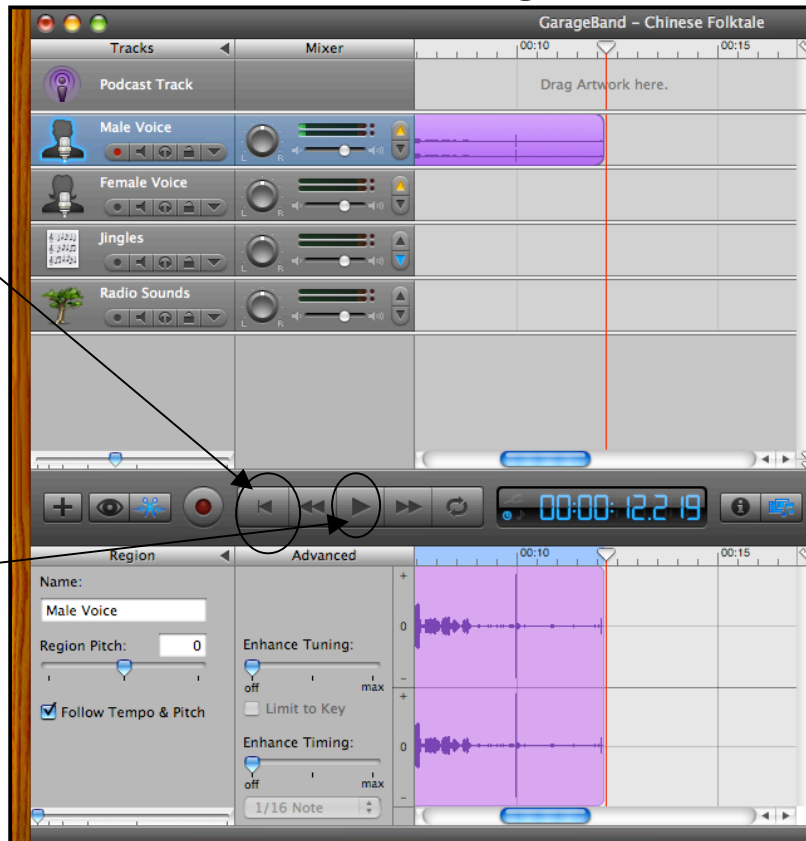 GarageBand – Chinese Folktale
Tracks Mixer 00:10 00:15
Podcast Track Drag Artwork here.
Male Voice
L R
Female Voice
L R
Jingles
L R
Radio Sounds
L R
00:00:12.219
Region Advanced 00:10 00:15
Name:
Male Voice
Region Pitch: 0
Follow Tempo & Pitch
Enhance Tuning:
off max
Limit to Key
Enhance Timing:
off max
1/16 Note
+
0
-
+
0
-